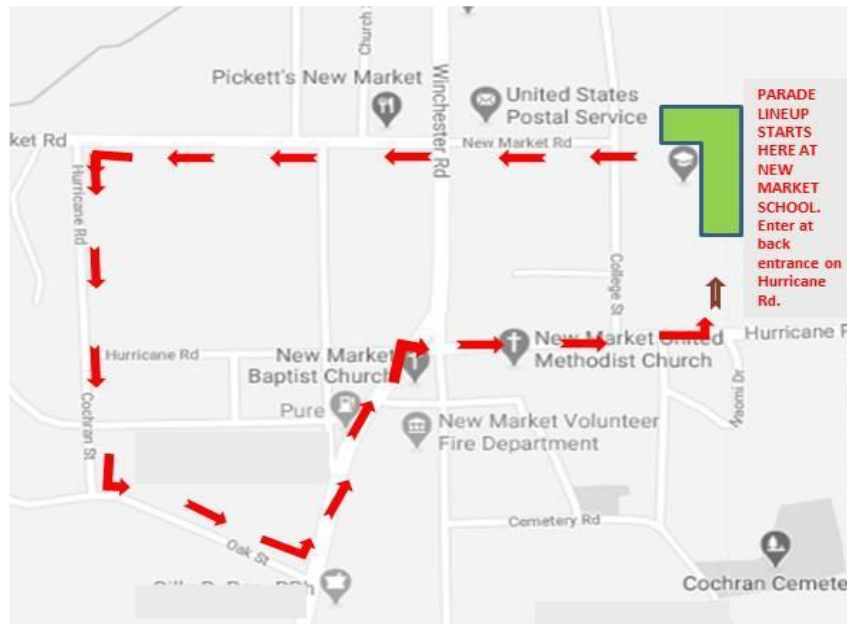 Church
Pickett's New Market
Winchester Rd
United States
Postal Service
PARADE
LINEUP
STARTS
HERE AT
NEW
MARKET
SCHOOL.
Enter at
back
entrance on
Hurricane
Rd.
ket Rd
New Market Rd
Hurricane Rd
College St
Hurricane Rd
New Market
Baptist Church
New Market United
Methodist Church
Hurricane R
Naomi Dr
Pure
Cochran St
New Market Volunteer
Fire Department
Cemetery Rd
Oak St
Cochran Cemete